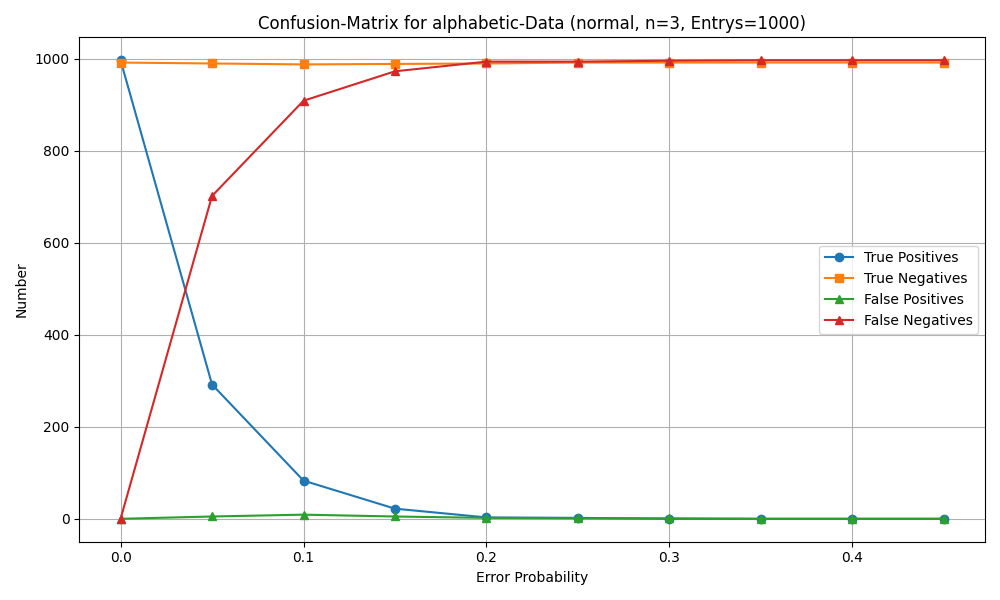 Confusion-Matrix for alphabetic-Data (normal, n=3, Entrys=1000)
1000
800
600
400
200
0
Number
True Positives
True Negatives
False Positives
False Negatives
0.0 0.1 0.2 0.3 0.4
Error Probability